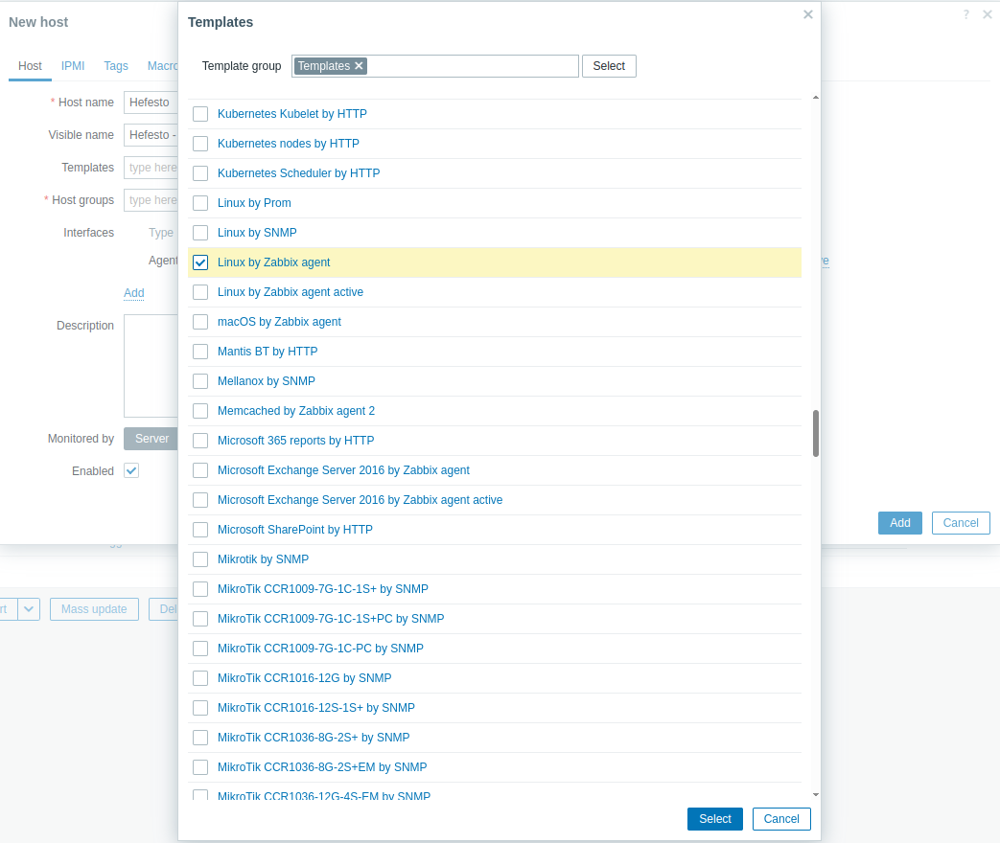 New host
?
Host IPMI Tags Macro
* Host name Hefesto
Visible name Hefesto -
Templates type here
* Host groups type here
Interfaces Type
Agent
Add
Description
Monitored by Server
Enabled
Add Cancel
Mass update
Templates
Template group Templates Select
Kubernetes Kubelet by HTTP
Kubernetes nodes by HTTP
Kubernetes Scheduler by HTTP
Linux by Prom
Linux by SNMP
Linux by Zabbix agent
Linux by Zabbix agent active
macOS by Zabbix agent
Mantis BT by HTTP
Mellanox by SNMP
Memcached by Zabbix agent 2
Microsoft 365 reports by HTTP
Microsoft Exchange Server 2016 by Zabbix agent
Microsoft Exchange Server 2016 by Zabbix agent active
Microsoft SharePoint by HTTP
Mikrotik by SNMP
MikroTik CCR1009-7G-1C-1S+ by SNMP
MikroTik CCR1009-7G-1C-1S+PC by SNMP
MikroTik CCR1009-7G-1C-PC by SNMP
MikroTik CCR1016-12G by SNMP
MikroTik CCR1016-12S-1S+ by SNMP
MikroTik CCR1036-8G-2S+ by SNMP
MikroTik CCR1036-8G-2S+EM by SNMP
MikroTik CCR1036-12G-4S-EM by SNMP
Select Cancel